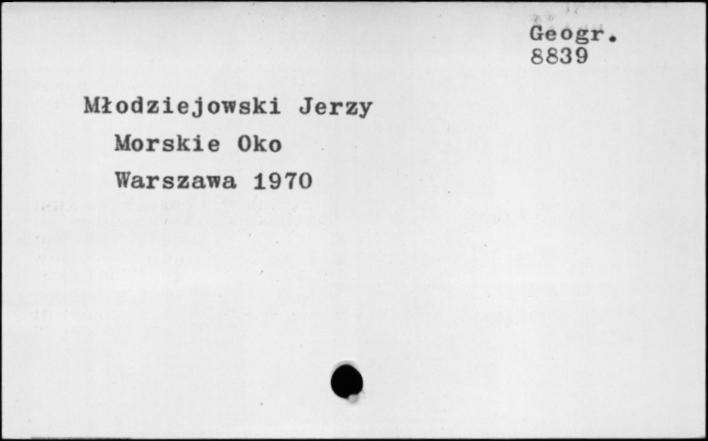 Geogr.
8839
Młodziejowski Jerzy
Morskie Oko
Warszawa 1970